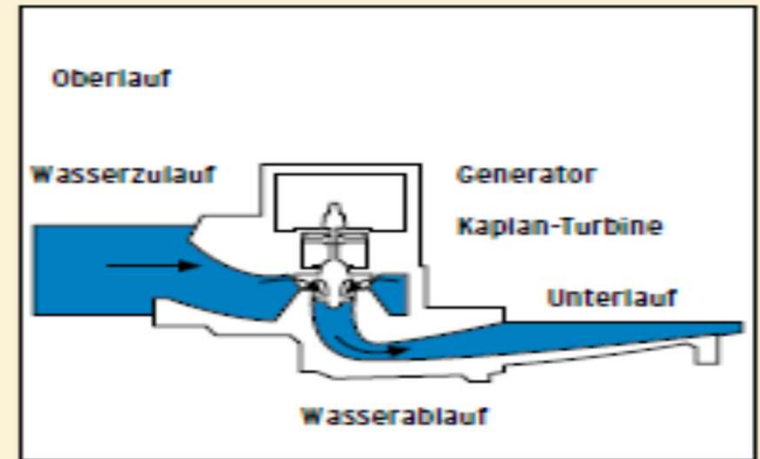 Oberlauf
Wasserzulauf
Generator
Kaplan-Turbine
Unterlauf
Wasserablauf